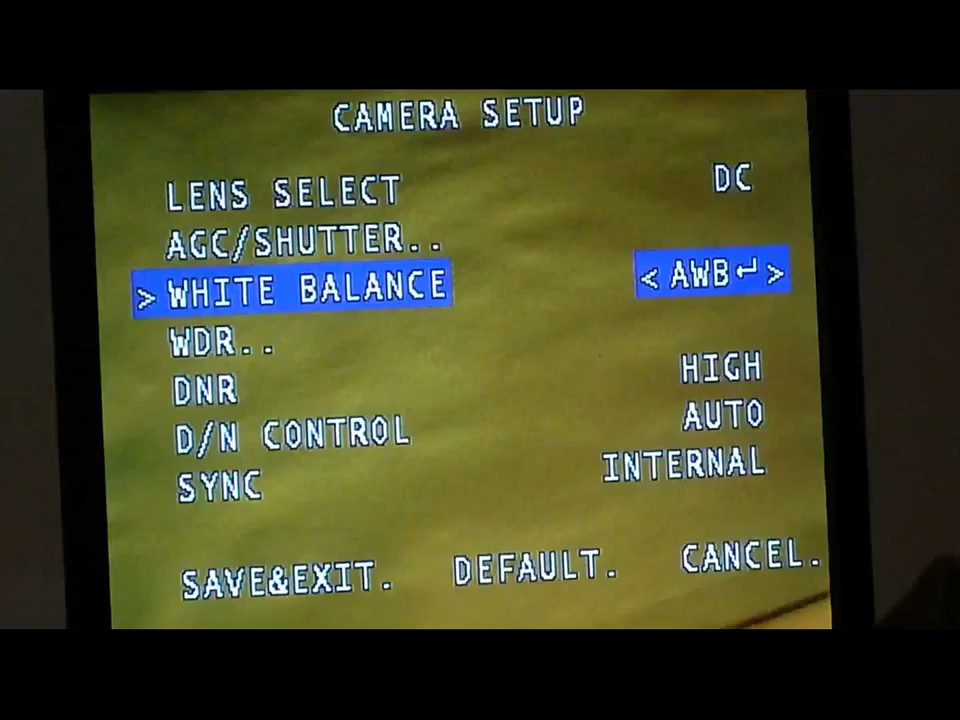 CAMERA SETUP
LENS SELECT DC
AGC/SHUTTER..
>WHITE BALANCE <AWB↵>
WDR..
DNR HIGH
D/N CONTROL AUTO
SYNC INTERNAL
SAVE&EXIT. DEFAULT. CANCEL.